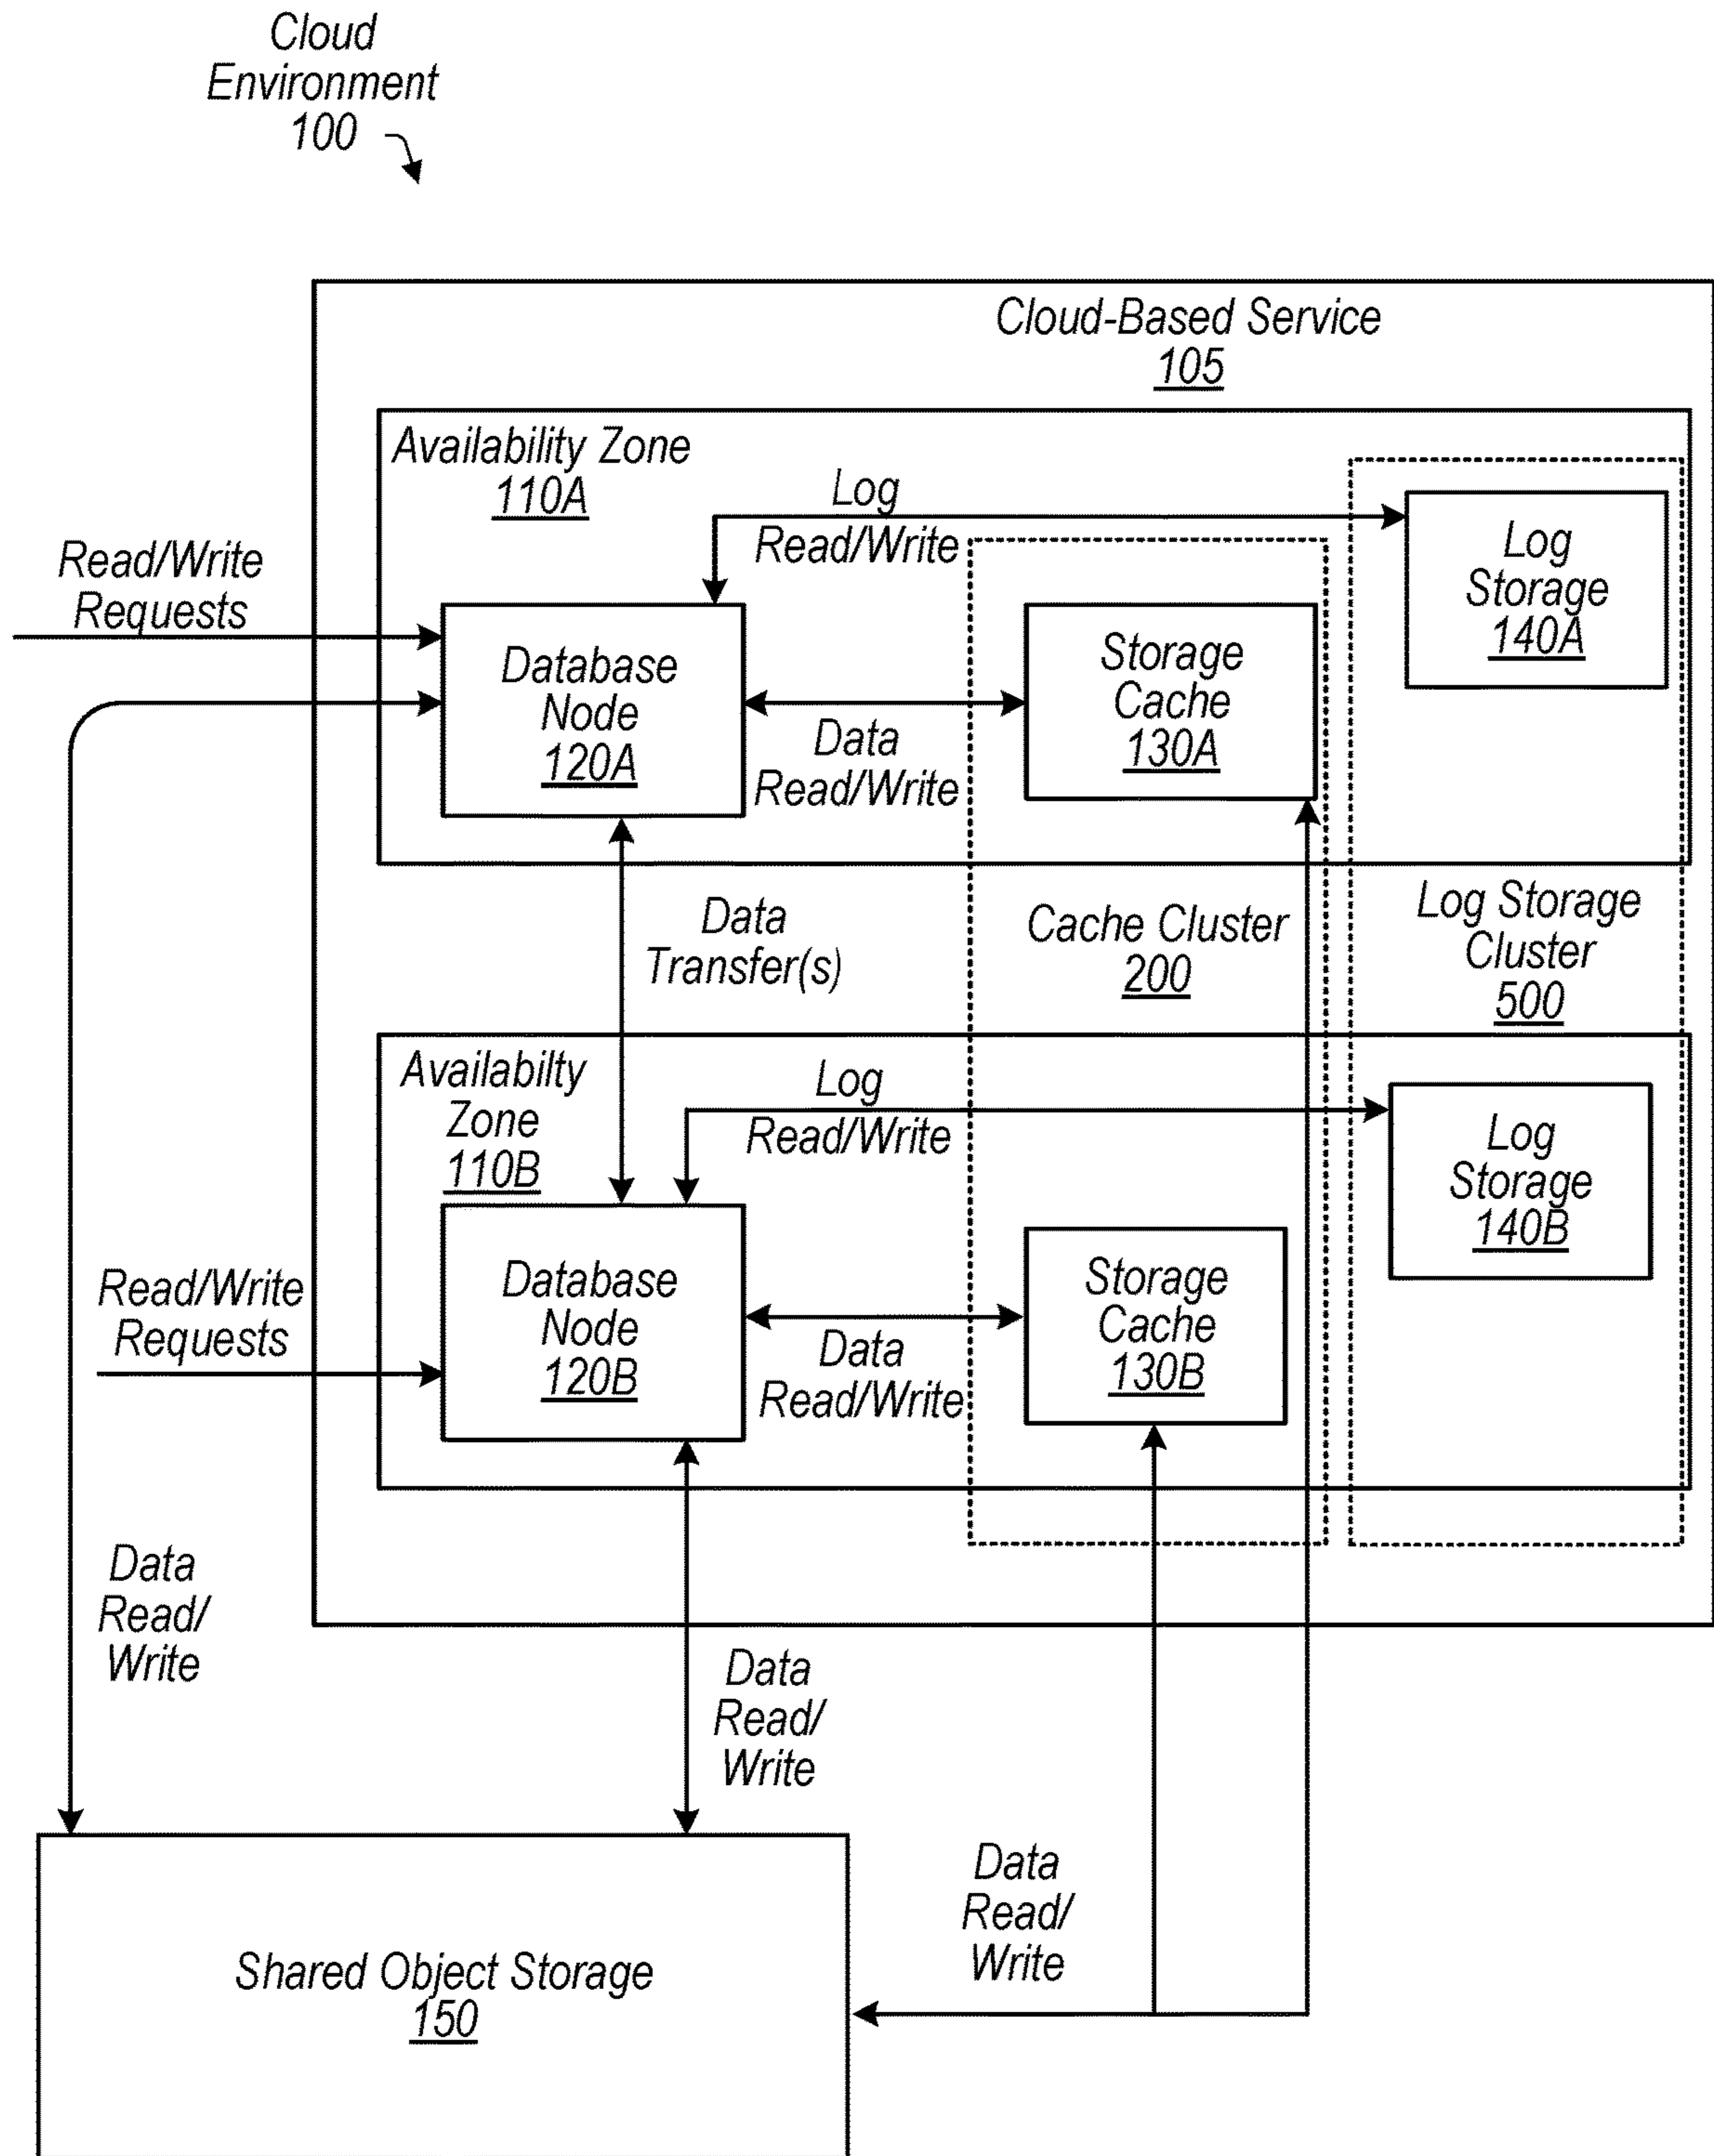 Cloud
Environment
100
Cloud-Based Service
105
Availability Zone
110A
Log
Read/Write
Log
Storage
140A
Read/Write
Requests
Database
Node
120A
Storage
Cache
130A
Data
Read/Write
Data
Transfer(s)
Cache Cluster
200
Log Storage
Cluster
500
Availabilty
Zone
110B
Log
Read/Write
Log
Storage
140B
Read/Write
Requests
Database
Node
120B
Storage
Cache
130B
Data
Read/Write
Data
Read/
Write
Data
Read/
Write
Data
Read/
Write
Shared Object Storage
150